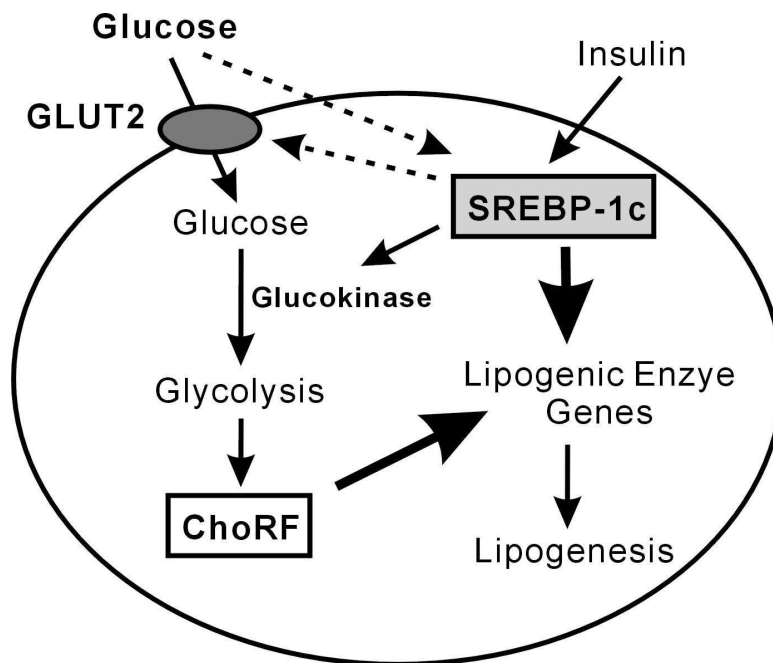 Glucose
Insulin
GLUT2
SREBP-1c
Glucose
Glucokinase
Glycolysis
Lipogenic Enzye
Genes
ChoRF
Lipogenesis